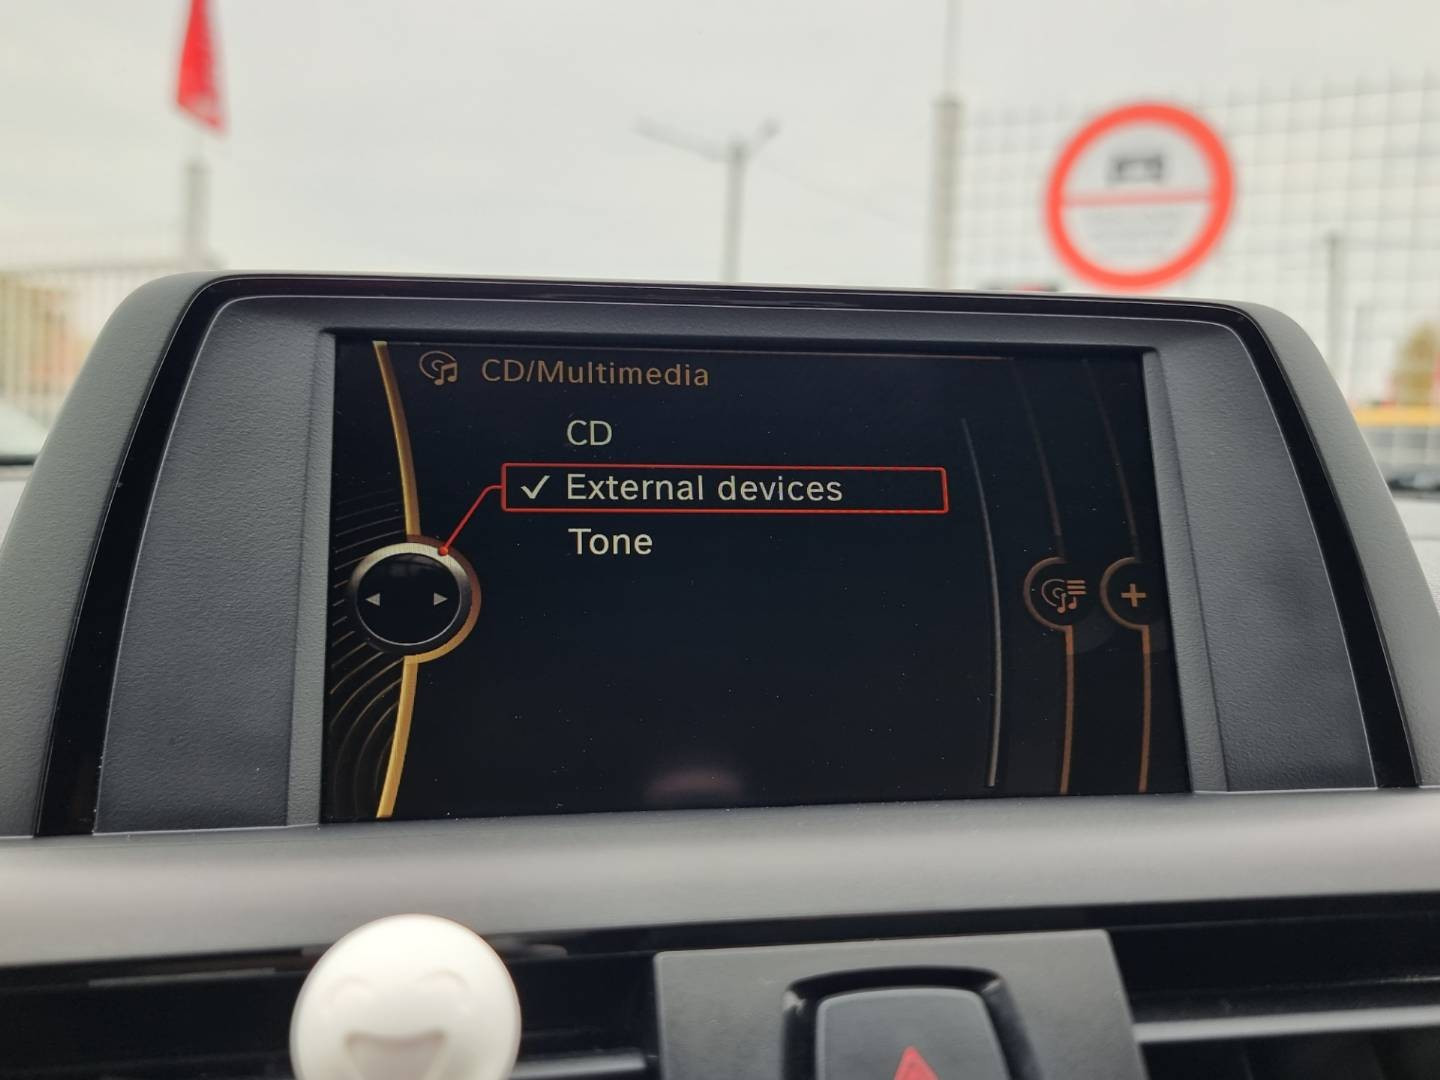 CD/Multimedia
CD
External devices
Tone